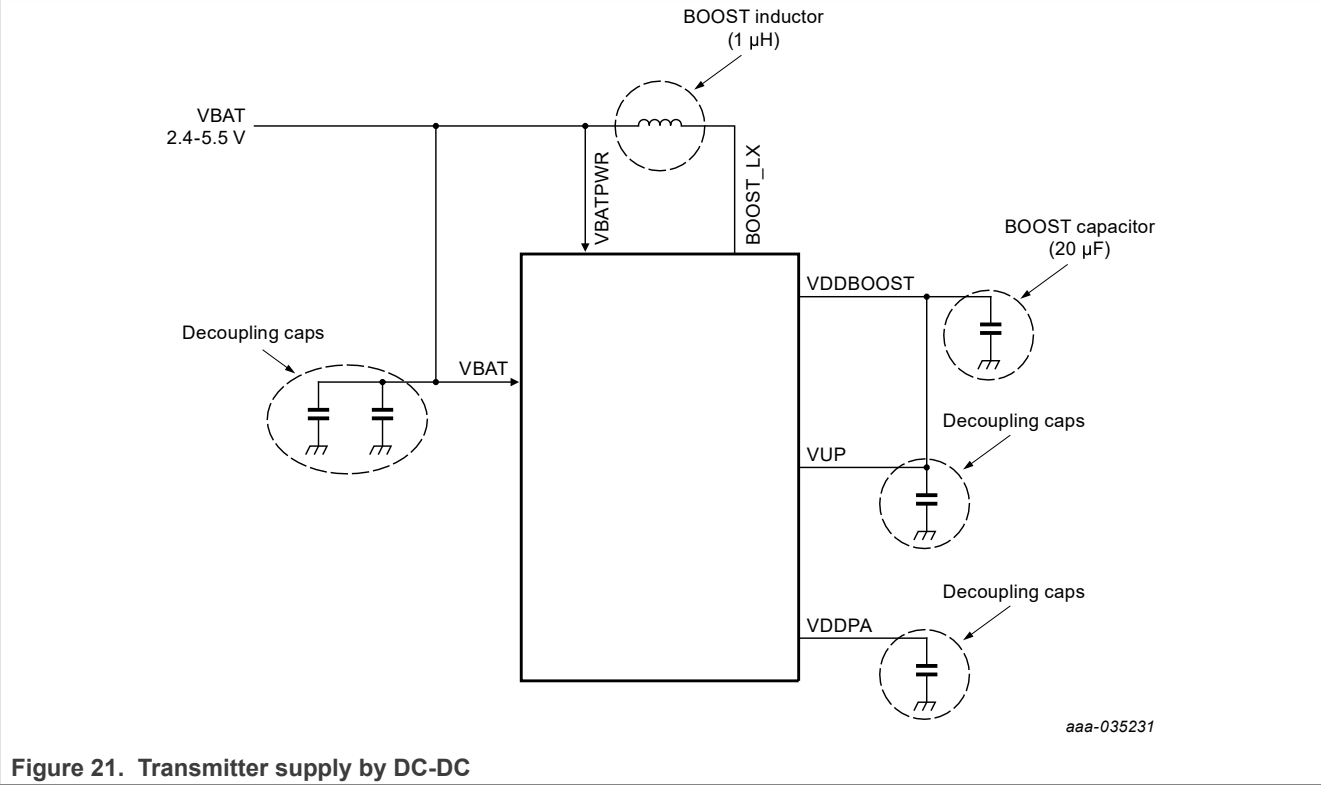 BOOST inductor
(1 µH)
VBAT
2.4-5.5 V
VBATPWR
BOOST_LX
BOOST capacitor
(20 µF)
VDDBOOST
Decoupling caps
VBAT
Decoupling caps
VUP
Decoupling caps
VDDPA
aaa-035231
Figure 21. Transmitter supply by DC-DC